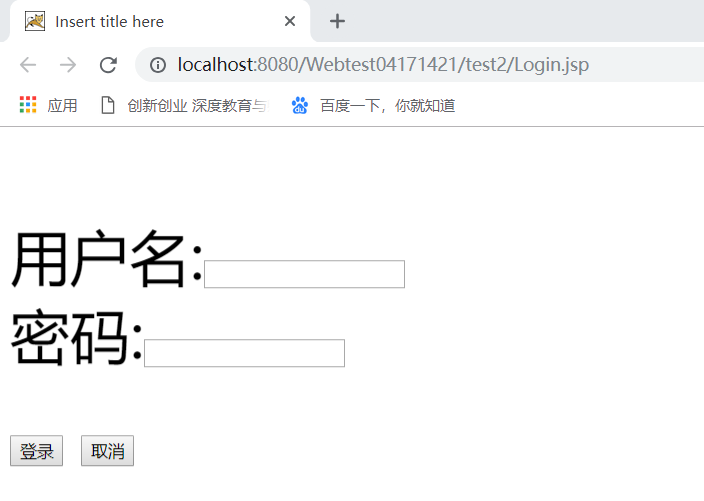 Insert title here
localhost:8080/Webtest04171421/test2/Login.jsp
应用 创新创业 深度教育与 百度一下,你就知道
用户名:
密码:
登录 取消